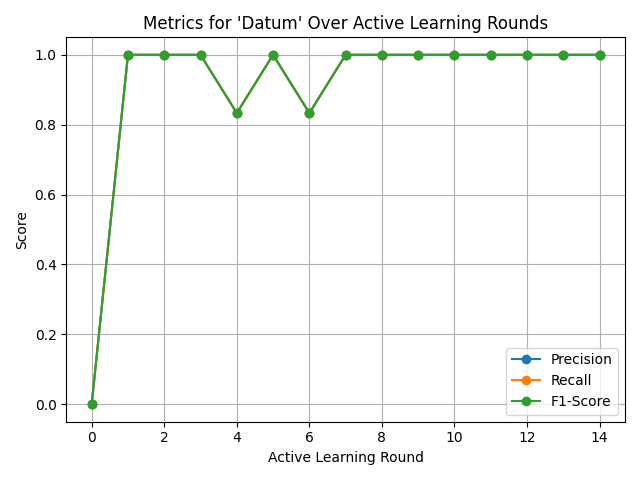 Metrics for 'Datum' Over Active Learning Rounds
Score
1.0
0.8
0.6
0.4
0.2
0.0
0 2 4 6 8 10 12 14
Active Learning Round
Precision
Recall
F1-Score